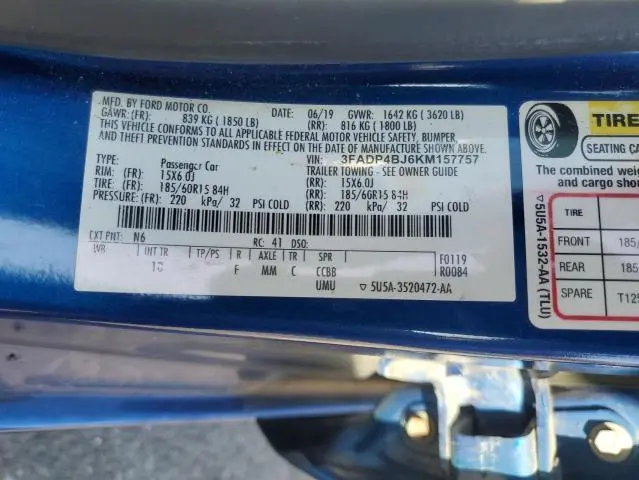 MFD. BY FORD MOTOR CO.
DATE: 06/19 GVWR: 1642 KG ( 3620 LB)
GAWR:(FR): 839 KG ( 1850 LB) (RR): 816 KG ( 1800 LB)
THIS VEHICLE CONFORMS TO ALL APPLICABLE FEDERAL MOTOR VEHICLE SAFETY, BUMPER,
AND THEFT PREVENTION STANDARDS IN EFFECT ON THE DATE OF MANUFACTURE SHOWN ABOVE.
VIN: 3FADP4BJ6KM157757
TYPE: Passenger Car TRAILER TOWING - SEE OWNER GUIDE
RIM: (FR): 15X6.0J (RR): 15X6.0J
TIRE: (FR): 185/60R15 84H (RR): 185/60R15 84H
PRESSURE: (FR): 220 kPa/ 32 PSI COLD (RR): 220 kPa/ 32 PSI COLD
EXT PNT: N6 RC: 41 DSO: F0119
WB INT TR TP/PS R AXLE TR SPR R0084
F MM C CCBB
UMU ▽ 5U5A-3520472-AA
TIRE
SEATING CA
The combined weig
and cargo shou
▽5U5A-1532-AA (TLU)
TIRE
FRONT 185/
REAR 185
SPARE T125